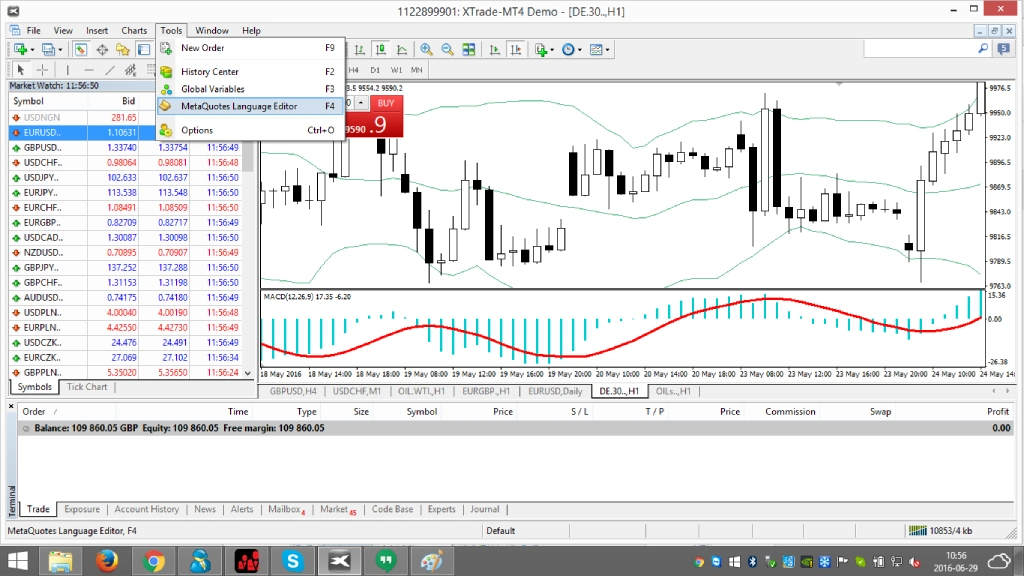 1122899901: XTrade-MT4 Demo - [DE.30..,H1]
File View Insert Charts Tools Window Help
New Order F9
History Center F2
Global Variables F3
MetaQuotes Language Editor F4
Options Ctrl+O
H4 D1 W1 MN
5
Market Watch: 11:56:50
Symbol Bid
USDNGN 281.65
EURUSD.. 1.10631
GBPUSD.. 1.33740 1.33754 11:56:49
USDCHF.. 0.98064 0.98081 11:56:48
USDJPY.. 102.633 102.637 11:56:50
EURJPY.. 113.538 113.548 11:56:50
EURCHF.. 1.08491 1.08509 11:56:50
EURGBP.. 0.82709 0.82717 11:56:49
USDCAD.. 1.30087 1.30098 11:56:50
NZDUSD.. 0.70895 0.70907 11:56:49
GBPJPY.. 137.252 137.288 11:56:50
GBPCHF.. 1.31153 1.31198 11:56:50
AUDUSD.. 0.74175 0.74180 11:56:49
USDPLN.. 4.00040 4.00190 11:56:48
EURPLN.. 4.42550 4.42730 11:56:49
USDCZK.. 24.476 24.491 11:56:49
EURCZK.. 27.069 27.102 11:56:34
GBPPLN.. 5.35020 5.35650 11:56:24
Symbols Tick Chart
3.5 9554.2 9590.2
0 BUY
9590 .9
9976.5
9950.0
9923.0
9896.5
9869.5
9843.0
9816.5
9789.5
9763.0
MACD(12,26,9) 17.35 -6.20
15.36
0.00
-26.38
18 May 2016 18 May 14:00 18 May 18:00 19 May 08:00 19 May 12:00 19 May 16:00 19 May 20:00 20 May 10:00 20 May 14:00 20 May 18:00 23 May 08:00 23 May 12:00 23 May 16:00 23 May 20:00 24 May 10:00 24 May 14
GBPUSD,H4 USDCHF,M1 OIL.WTI.,H1 EURGBP.,H1 EURUSD,Daily DE.30..,H1 OILs..,H1
Order / Time Type Size Symbol Price S / L T / P Price Commission Swap Profit
Balance: 109 860.05 GBP Equity: 109 860.05 Free margin: 109 860.05 0.00
Terminal
Trade Exposure Account History News Alerts Mailbox 4 Market 45 Code Base Experts Journal
MetaQuotes Language Editor, F4 Default 10853/4 kb
10:56
2016-06-29